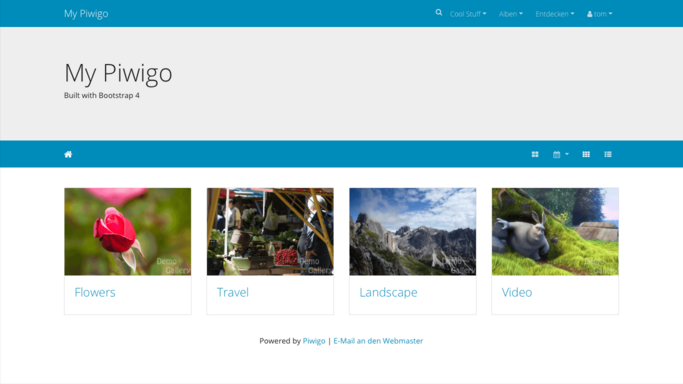 My Piwigo
Cool Stuff Alben Entdecken tom
My Piwigo
Built with Bootstrap 4
Demo Gallery
Demo Gallery
Demo Gallery
Demo Gallery
Flowers Travel Landscape Video
Powered by Piwigo | E-Mail an den Webmaster